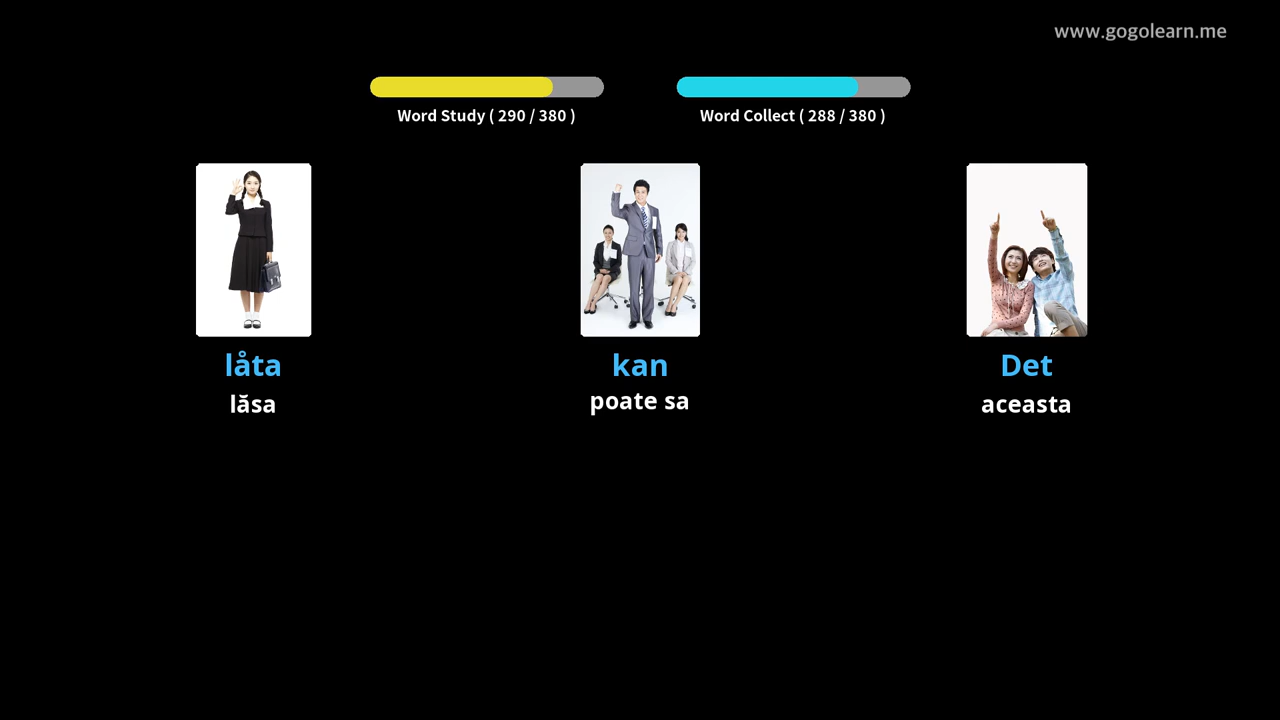 www.gogolearn.me
Word Study ( 290 / 380 )
Word Collect ( 288 / 380 )
låta
kan
Det
lăsa
poate sa
aceasta